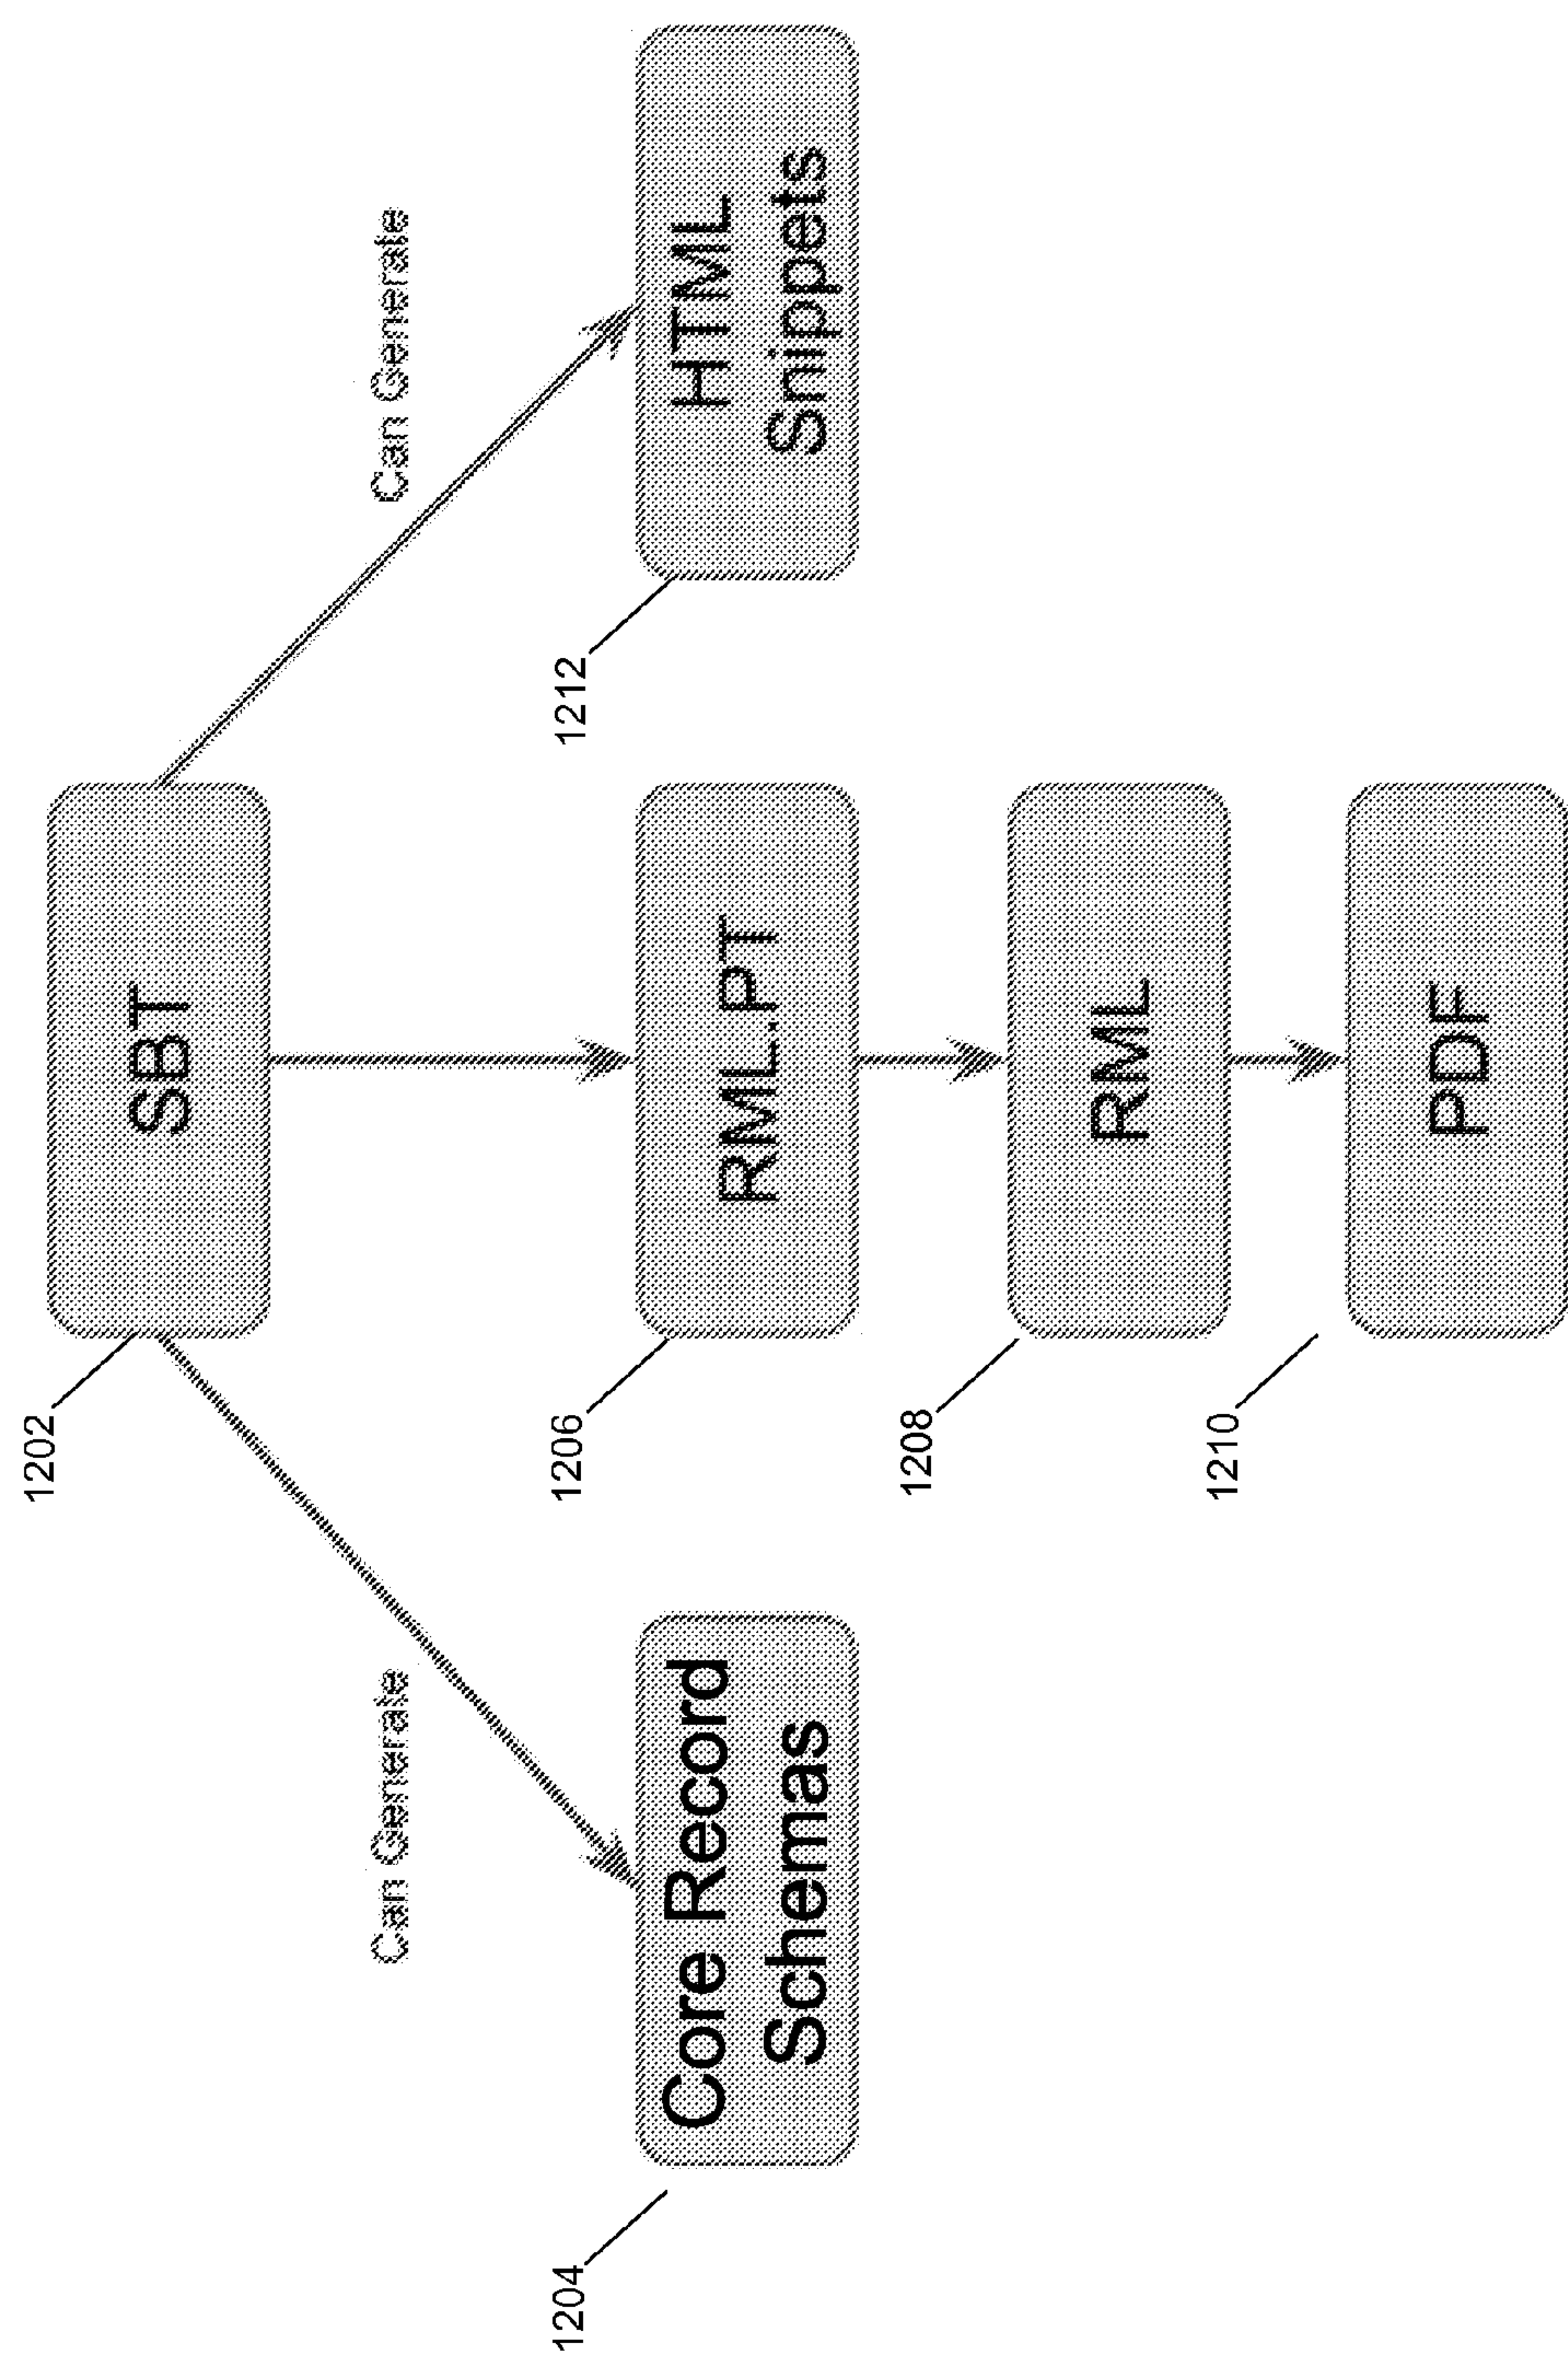 1202
SBT
Can Generate
Can Generate
1204
Core Record
Schemas
1206
RML.PT
1212
HTML
Snippets
1208
RML
1210
PDF